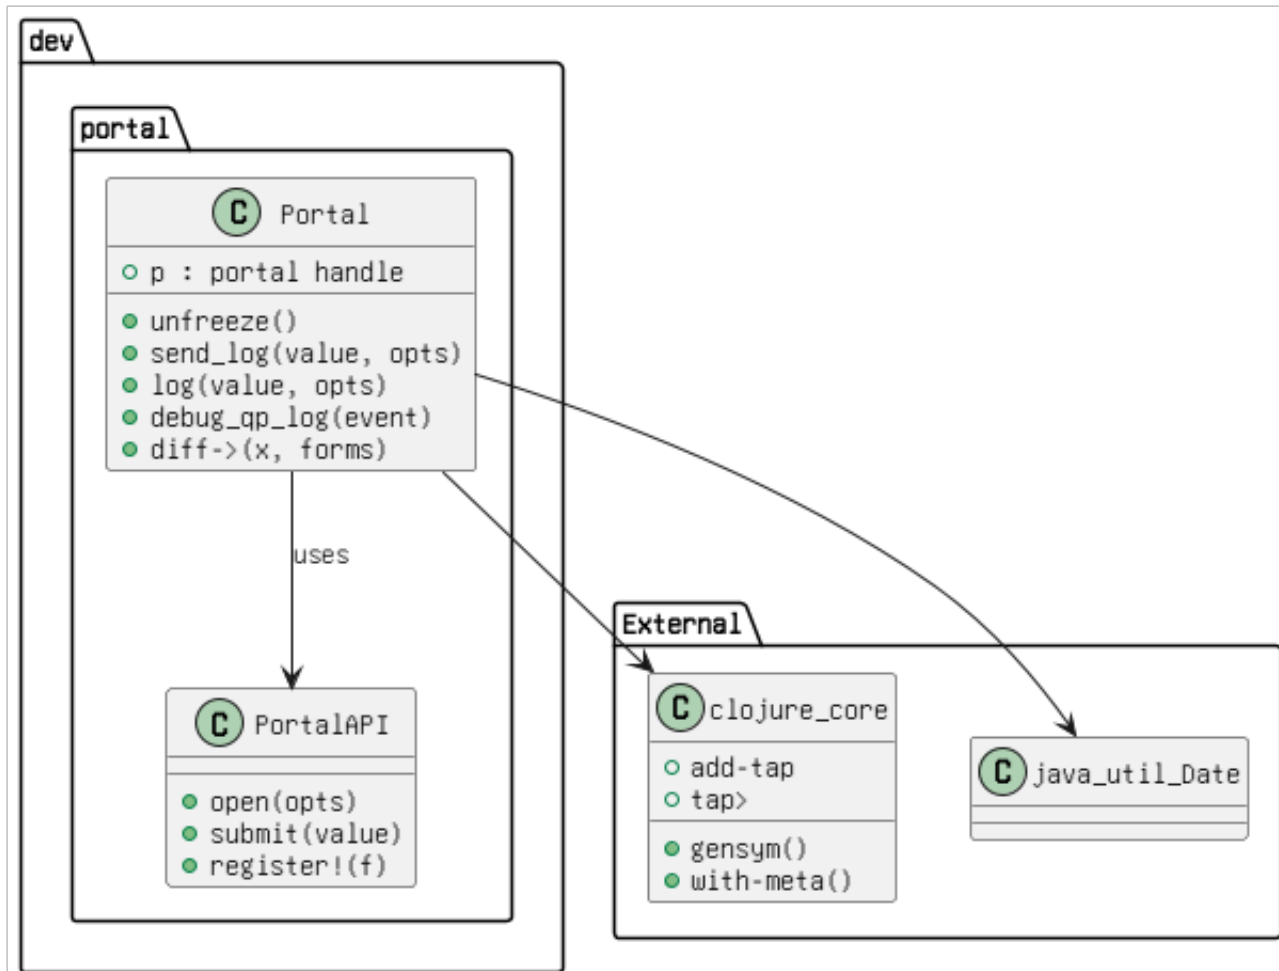 dev
portal
C Portal
p : portal handle
unfreeze()
send_log(value, opts)
log(value, opts)
debug_qp_log(event)
diff->(x, forms)
uses
External
C PortalAPI
open(opts)
submit(value)
register!(f)
C clojure_core
add-tap
tap>
gensym()
with-meta()
C java_util_Date